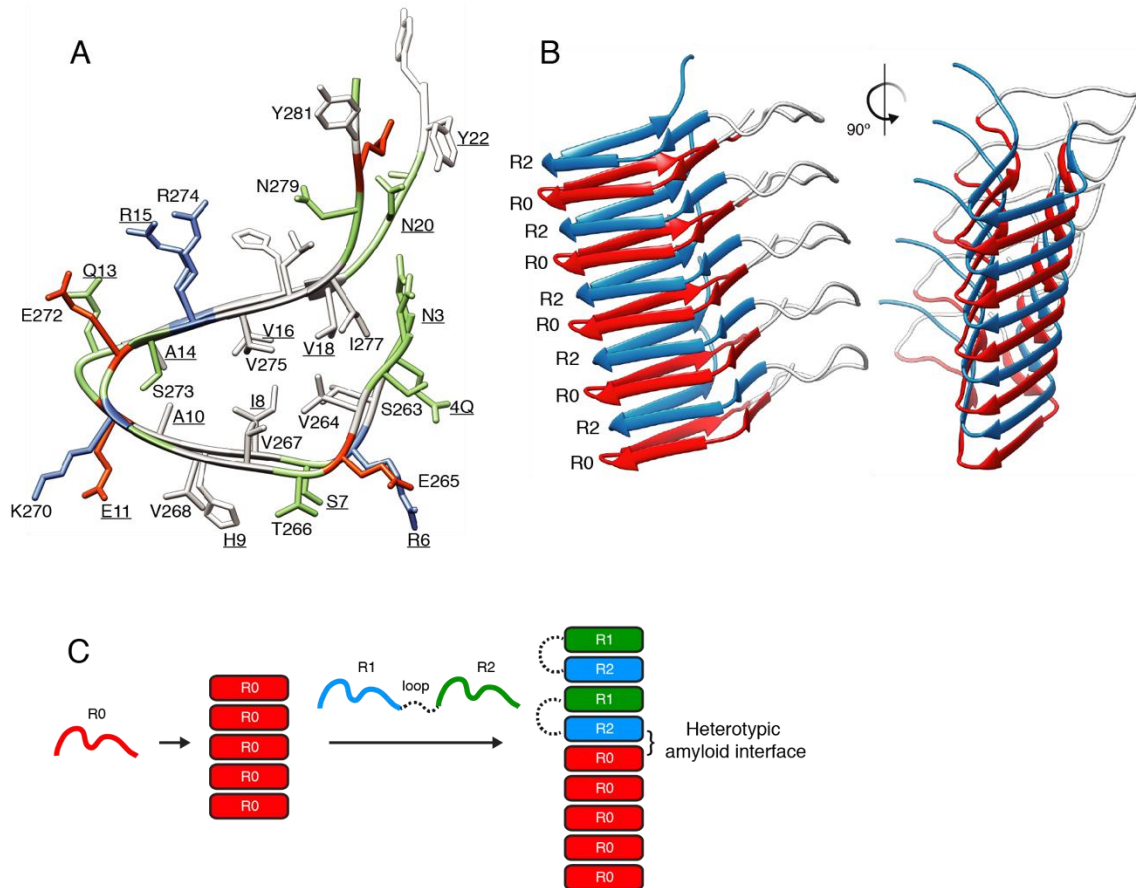 A
Y281
Y22
N279
R274
N20
R15
Q13
N3
E272
V16
V18
I277
A14
V275
S273
I8
S263
4Q
A10
V264
V267
E265
K270
S7
E11
V268
T266
R6
H9
B
90º
R2
R0
R2
R0
R2
R0
R2
R0
R2
R0
C
R0
R0
R0
R0
R0
R0
R1
loop
R2
R1
R2
R1
R2
R0
R0
R0
R0
R0
Heterotypic
amyloid interface